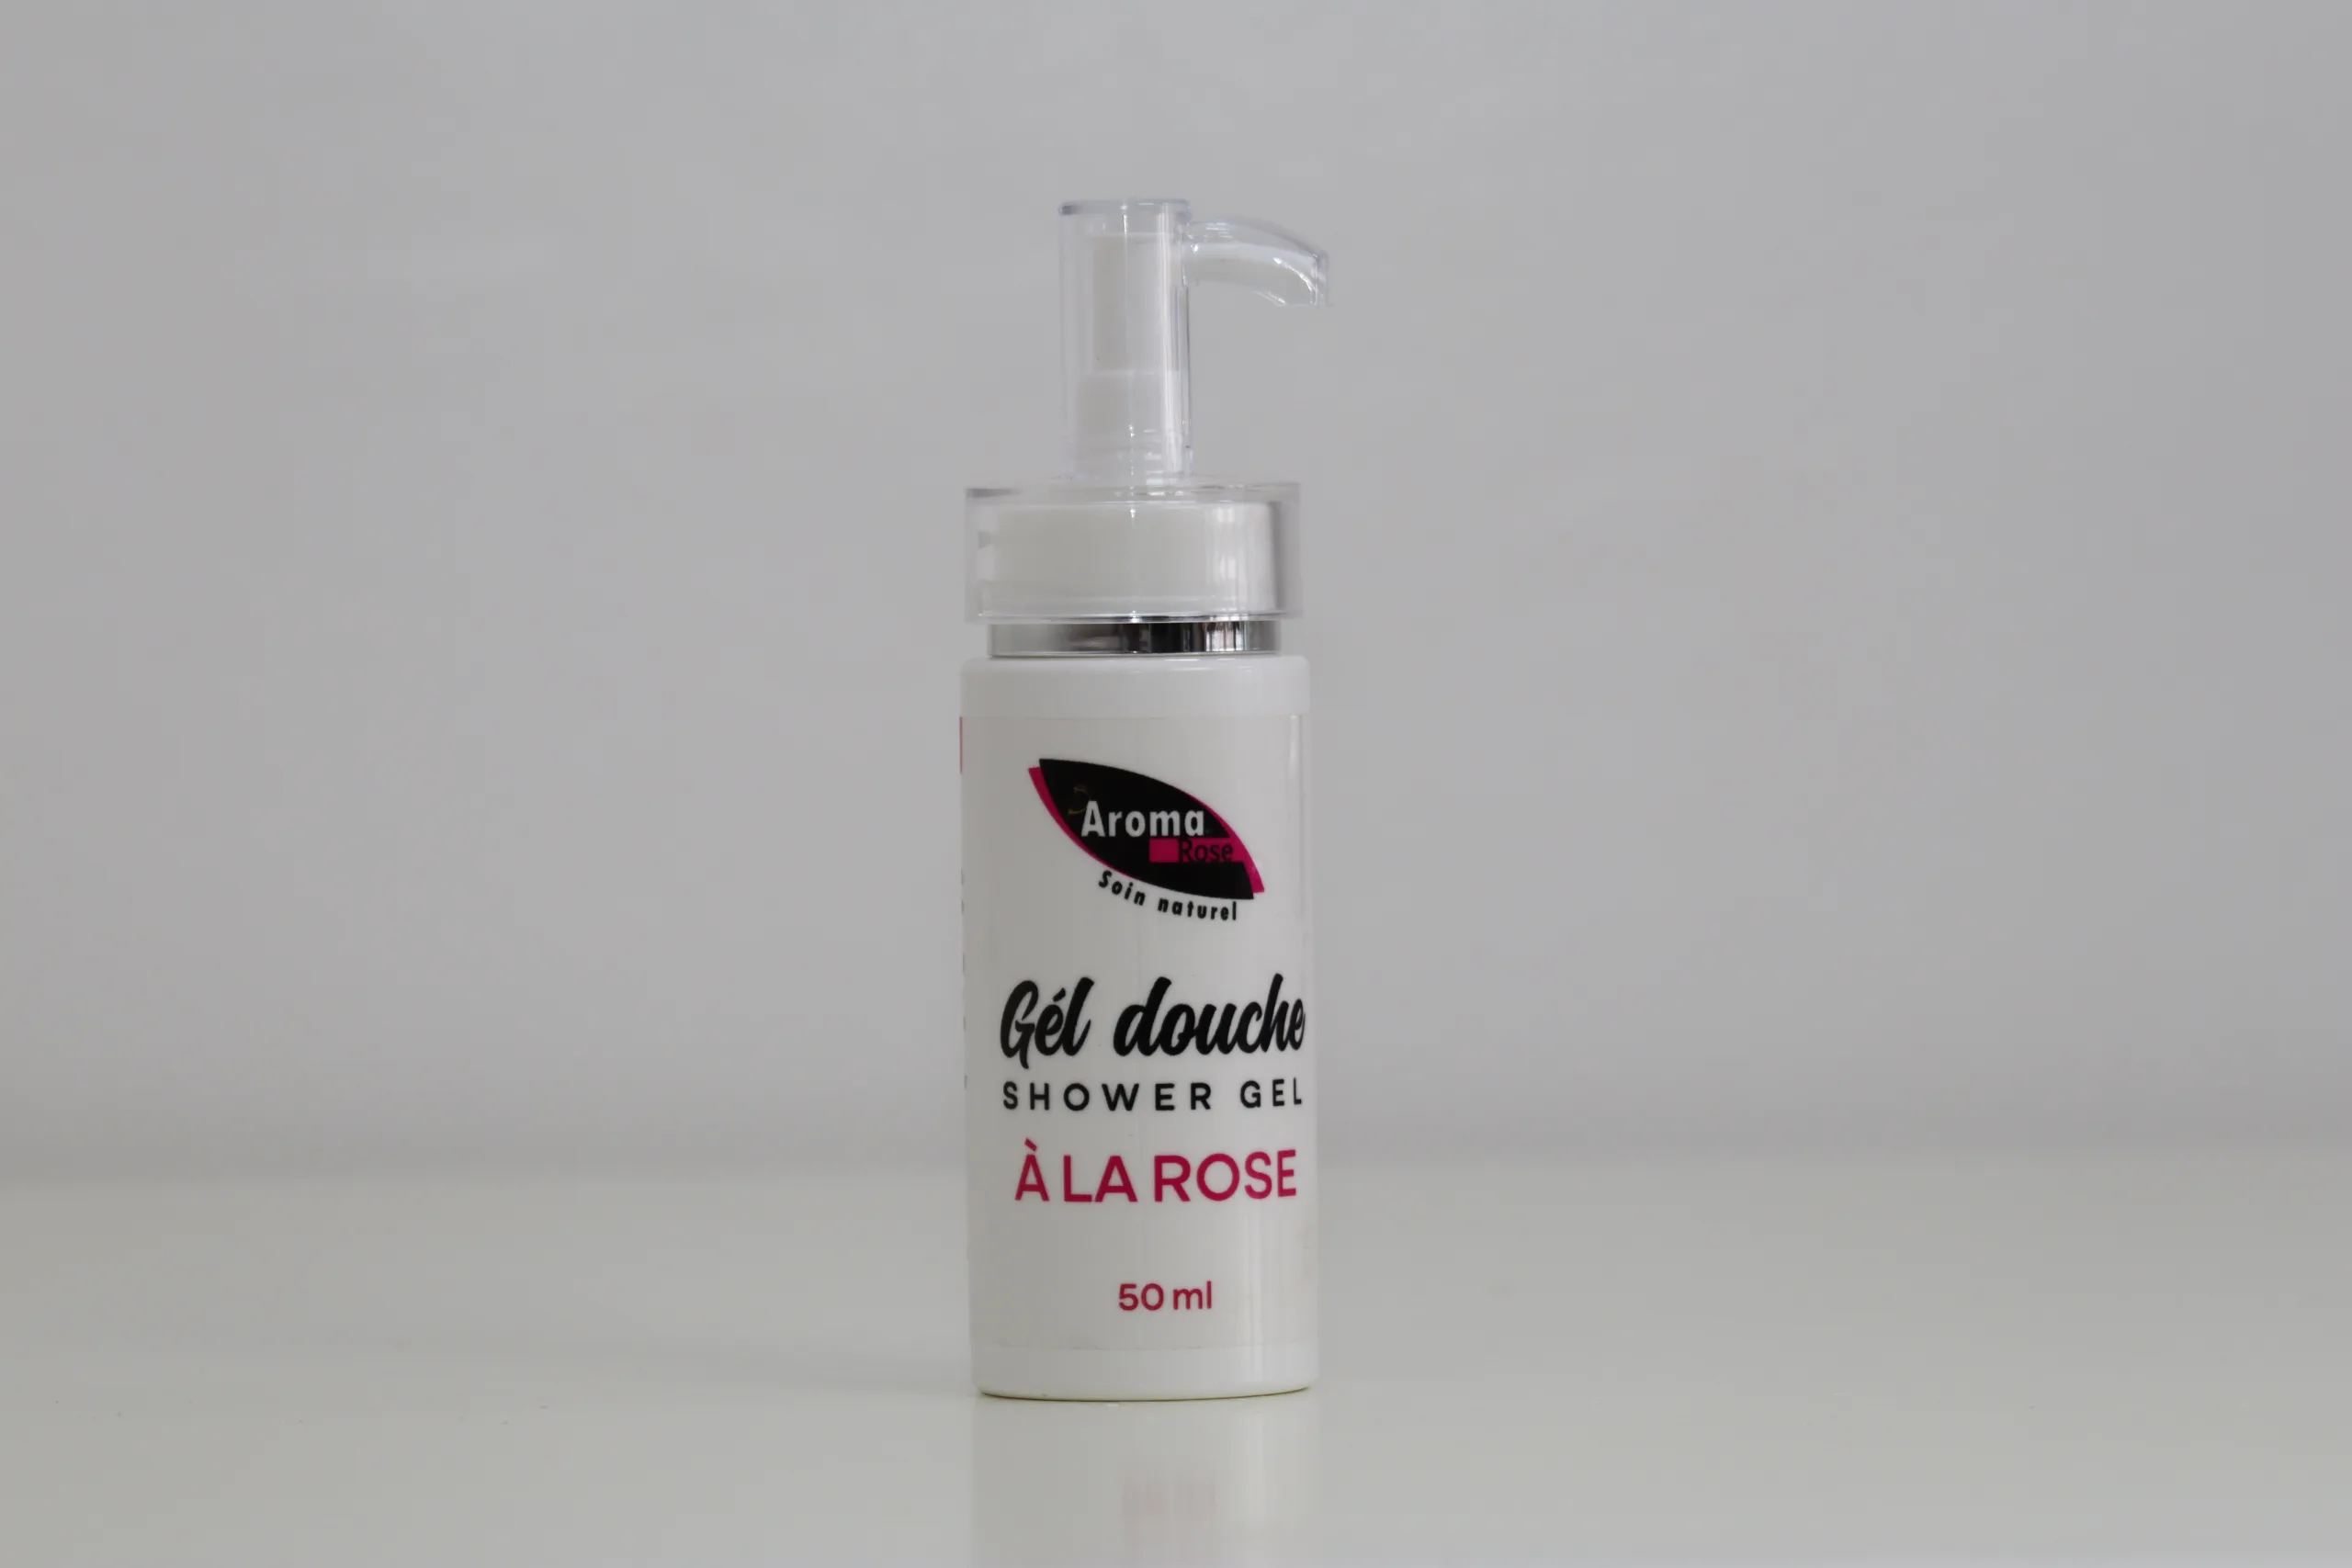 Aroma
Rose
Soin naturel
Gél douche
SHOWER GEL
À LA ROSE
50 ml